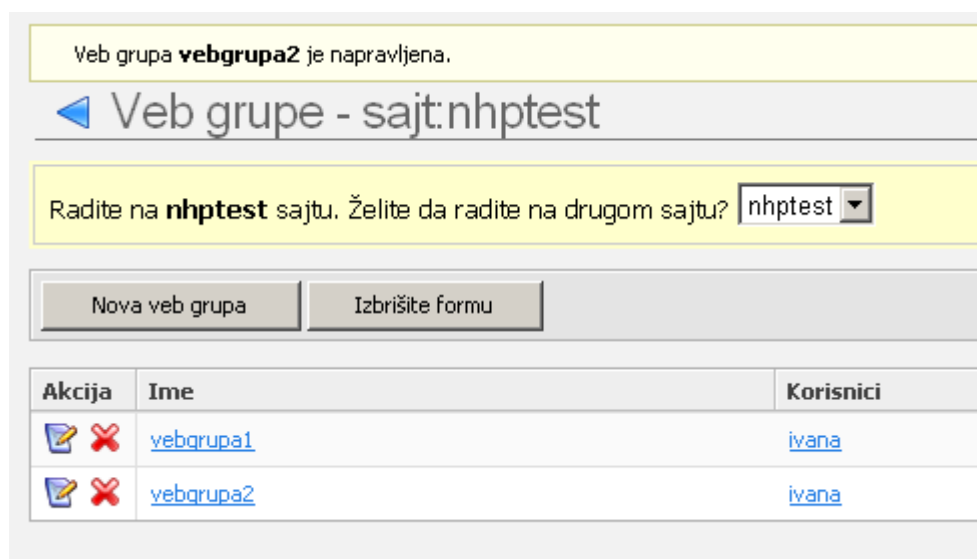 Veb grupa vebgrupa2 je napravljena.
Veb grupe - sajt:nhptest
Radite na nhptest sajtu. Želite da radite na drugom sajtu? nhptest
Nova veb grupa Izbrišite formu
Akcija Ime Korisnici
vebgrupa1 ivana
vebgrupa2 ivana